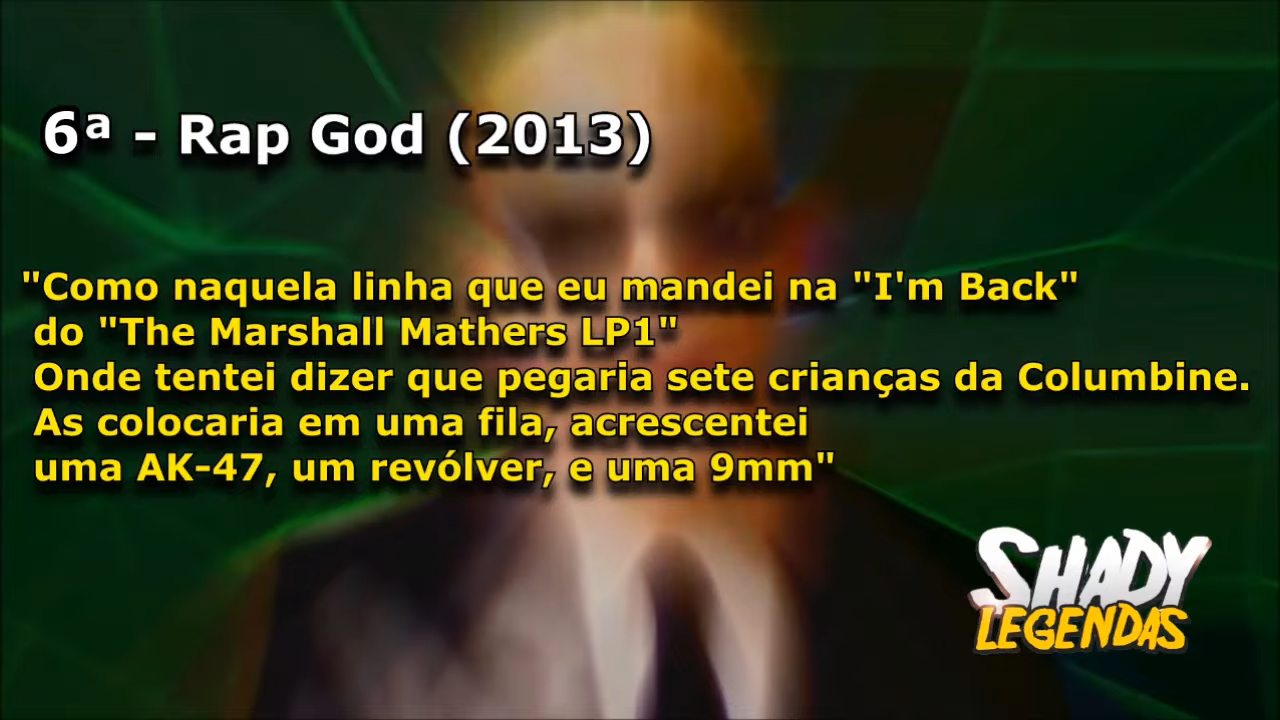 6ª - Rap God (2013)
"Como naquela linha que eu mandei na "I'm Back"
do "The Marshall Mathers LP1"
Onde tentei dizer que pegaria sete crianças da Columbine.
As colocaria em uma fila, acrescentei
uma AK-47, um revólver, e uma 9mm"
SHADY
LEGENDAS